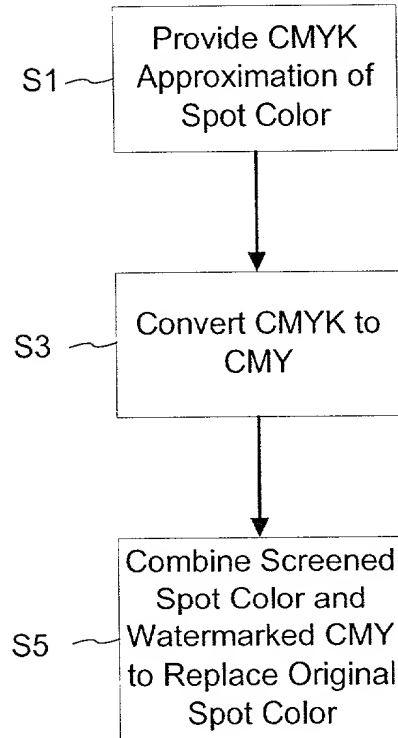 Provide CMYK
S1
Approximation of
Spot Color
Convert CMYK to
S3
CMY
Combine Screened
Spot Color and
S5
Watermarked CMY
to Replace Original
Spot Color